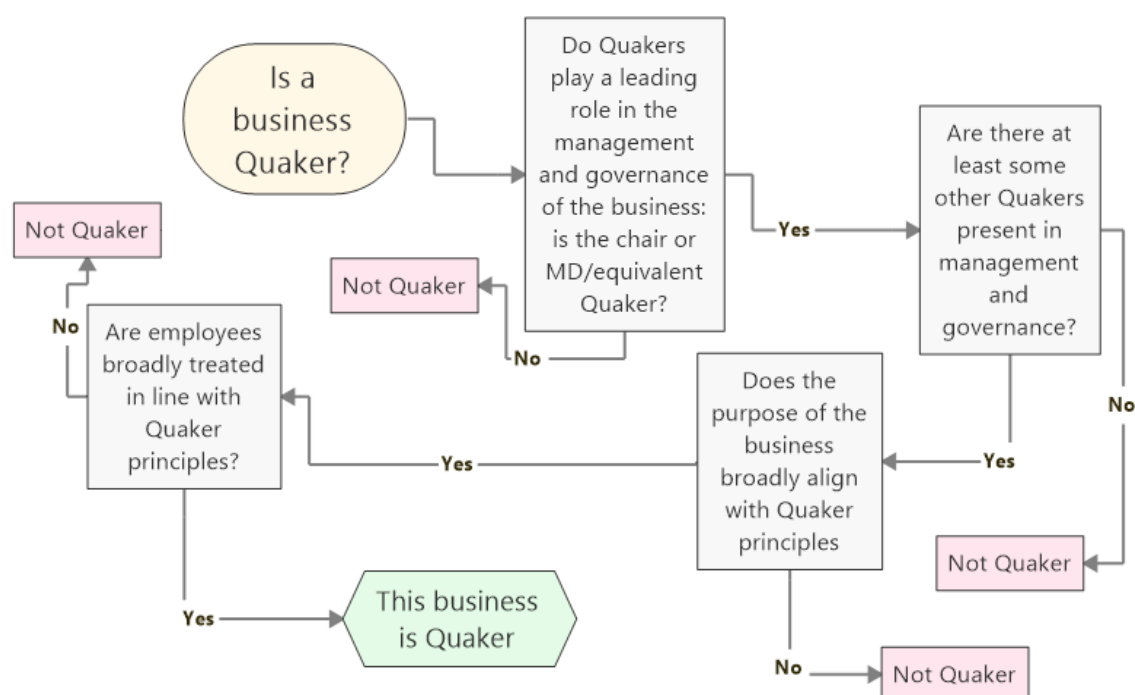 Is a
business
Quaker?
Do Quakers
play a leading
role in the
management
and governance
of the business:
is the chair or
MD/equivalent
Quaker?
Yes
No
Not Quaker
Are there at
least some
other Quakers
present in
management
and
governance?
No
Not Quaker
Yes
Does the
purpose of the
business
broadly align
with Quaker
principles
No
Not Quaker
Yes
Are employees
broadly treated
in line with
Quaker
principles?
No
Not Quaker
Yes
This business
is Quaker